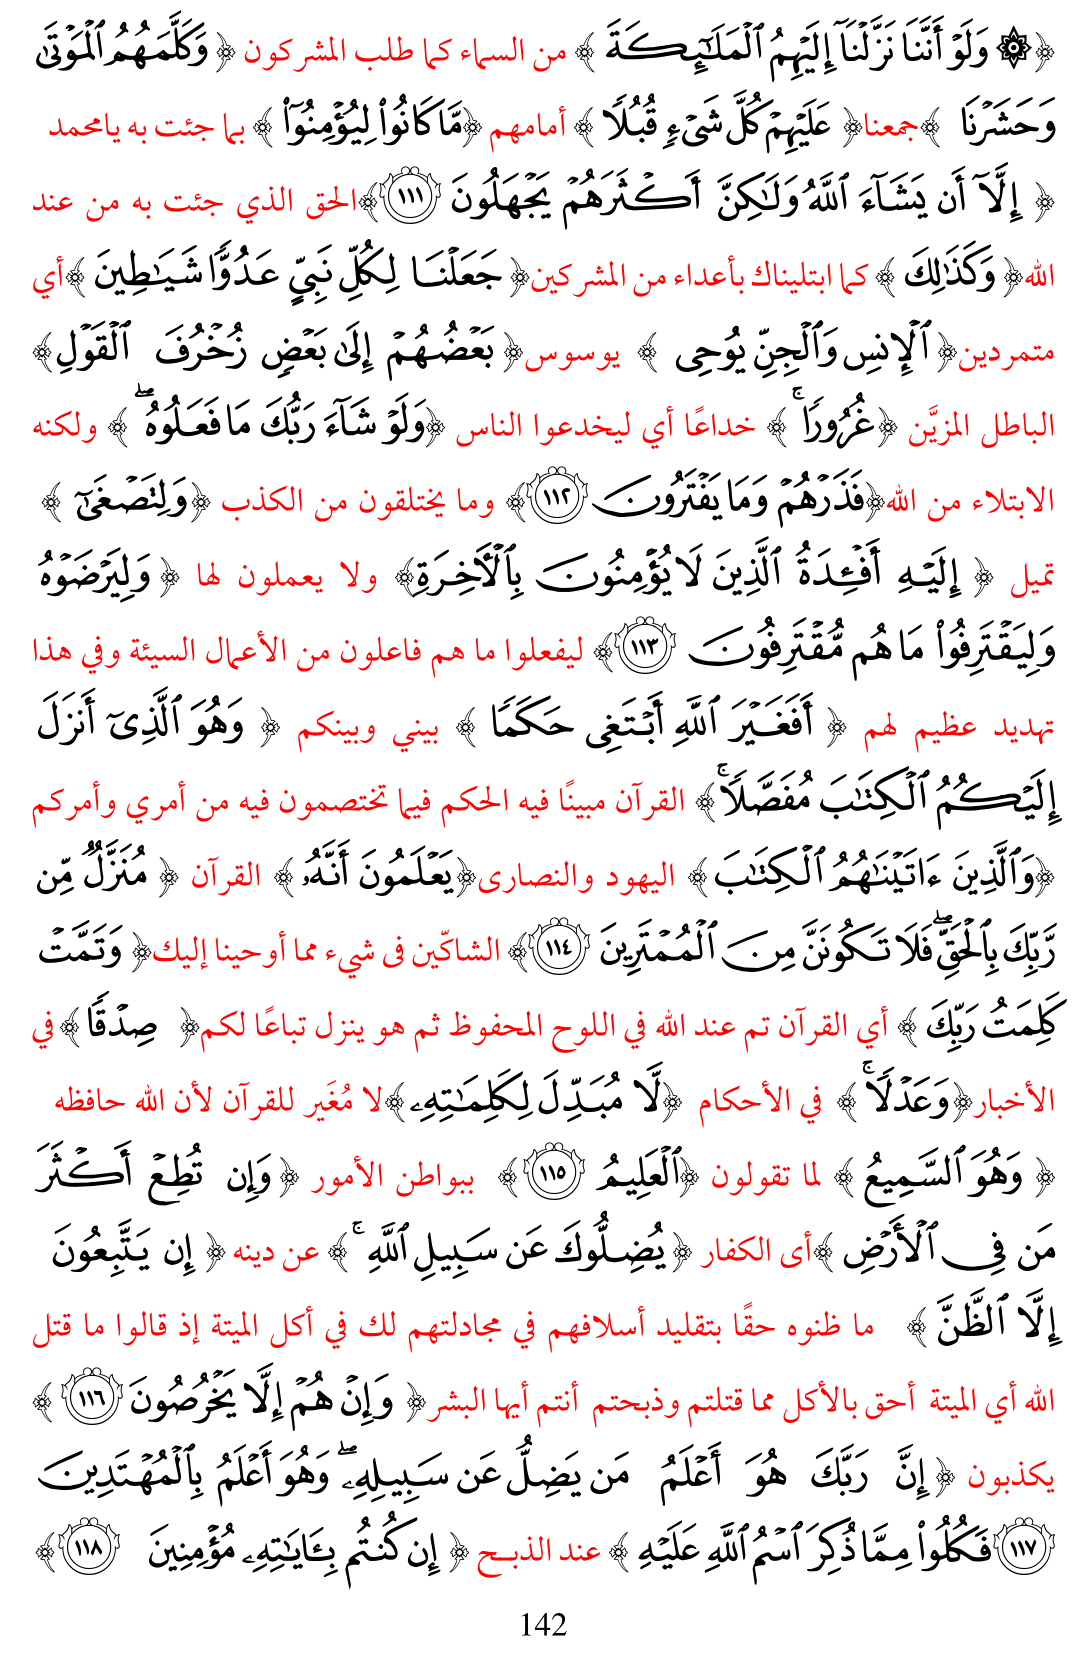 ﴿ ۞ وَلَوۡ أَنَّنَا نَزَّلۡنَآ إِلَيۡهِمُ ٱلۡمَلَٰٓئِكَةَ ﴾ من السماء كما طلب المشركون ﴿ وَكَلَّمَهُمُ ٱلۡمَوۡتَىٰ
وَحَشَرۡنَا ﴾جمعنا﴿ عَلَيۡهِمۡ كُلَّ شَيۡءٖ قُبُلٗا ﴾ أمامهم ﴿مَّا كَانُواْ لِيُؤۡمِنُوٓاْ ﴾ بما جئت به يامحمد
﴿ إِلَّآ أَن يَشَآءَ ٱللَّهُ وَلَٰكِنَّ أَكۡثَرَهُمۡ يَجۡهَلُونَ ١١١ ﴾الحق الذي جئت به من عند
الله﴿ وَكَذَٰلِكَ ﴾ كما ابتليناك بأعداء من المشركين﴿ جَعَلۡنَا لِكُلِّ نَبِيٍّ عَدُوّٗا شَيَٰطِينَ ﴾أي
متمردين﴿ ٱلۡإِنسِ وَٱلۡجِنِّ يُوحِي ﴾ يوسوس﴿ بَعۡضُهُمۡ إِلَىٰ بَعۡضٖ زُخۡرُفَ ٱلۡقَوۡلِ﴾
الباطل المزيَّن ﴿غُرُورٗاۚ ﴾ خداعًا أي ليخدعوا الناس ﴿وَلَوۡ شَآءَ رَبُّكَ مَا فَعَلُوهُۖ ﴾ ولكنه
الابتلاء من الله﴿فَذَرۡهُمۡ وَمَا يَفۡتَرُونَ ١١٢ ﴾ وما يختلقون من الكذب ﴿وَلِتَصۡغَىٰٓ ﴾
تميل ﴿ إِلَيۡهِ أَفۡـِٔدَةُ ٱلَّذِينَ لَا يُؤۡمِنُونَ بِٱلۡأٓخِرَةِ﴾ ولا يعملون لها ﴿ وَلِيَرۡضَوۡهُ
وَلِيَقۡتَرِفُواْ مَا هُم مُّقۡتَرِفُونَ ١١٣ ﴾ ليفعلوا ما هم فاعلون من الأعمال السيئة وفي هذا
تهديد عظيم لهم ﴿ أَفَغَيۡرَ ٱللَّهِ أَبۡتَغِي حَكَمٗا ﴾ بيني وبينكم ﴿ وَهُوَ ٱلَّذِيٓ أَنزَلَ
إِلَيۡكُمُ ٱلۡكِتَٰبَ مُفَصَّلٗاۚ﴾ القرآن مبينًا فيه الحكم فيما تختصمون فيه من أمري وأمركم
﴿وَٱلَّذِينَ ءَاتَيۡنَٰهُمُ ٱلۡكِتَٰبَ ﴾ اليهود والنصارى﴿يَعۡلَمُونَ أَنَّهُۥ ﴾ القرآن ﴿ مُنَزَّلٞ مِّن
رَّبِّكَ بِٱلۡحَقِّۖ فَلَا تَكُونَنَّ مِنَ ٱلۡمُمۡتَرِينَ ١١٤ ﴾ الشاكّين فى شيء مما أوحينا إليك﴿ وَتَمَّتۡ
كَلِمَتُ رَبِّكَ ﴾ أي القرآن تم عند الله في اللوح المحفوظ ثم هو ينزل تباعًا لكم﴿ صِدۡقٗا ﴾في
الأخبار﴿وَعَدۡلٗاۚ ﴾ في الأحكام ﴿لَّا مُبَدِّلَ لِكَلِمَٰتِهِۦ ﴾لا مُغَير للقرآن لأن الله حافظه
﴿ وَهُوَ ٱلسَّمِيعُ ﴾ لما تقولون ﴿ٱلۡعَلِيمُ ١١٥ ﴾ ببواطن الأمور ﴿ وَإِن تُطِعۡ أَكۡثَرَ
مَن فِي ٱلۡأَرۡضِ ﴾أى الكفار ﴿ يُضِلُّوكَ عَن سَبِيلِ ٱللَّهِۚ ﴾ عن دينه ﴿ إِن يَتَّبِعُونَ
إِلَّا ٱلظَّنَّ ﴾ ما ظنوه حقًا بتقليد أسلافهم في مجادلتهم لك في أكل الميتة إذ قالوا ما قتل
الله أي الميتة أحق بالأكل مما قتلتم وذبحتم أنتم أيها البشر﴿ وَإِنۡ هُمۡ إِلَّا يَخۡرُصُونَ ١١٦ ﴾
يكذبون ﴿ إِنَّ رَبَّكَ هُوَ أَعۡلَمُ مَن يَضِلُّ عَن سَبِيلِهِۦۖ وَهُوَ أَعۡلَمُ بِٱلۡمُهۡتَدِينَ
١١٧ فَكُلُواْ مِمَّا ذُكِرَ ٱسۡمُ ٱللَّهِ عَلَيۡهِ ﴾ عند الذبح ﴿ إِن كُنتُم بِـَٔايَٰتِهِۦ مُؤۡمِنِينَ ١١٨ ﴾
142